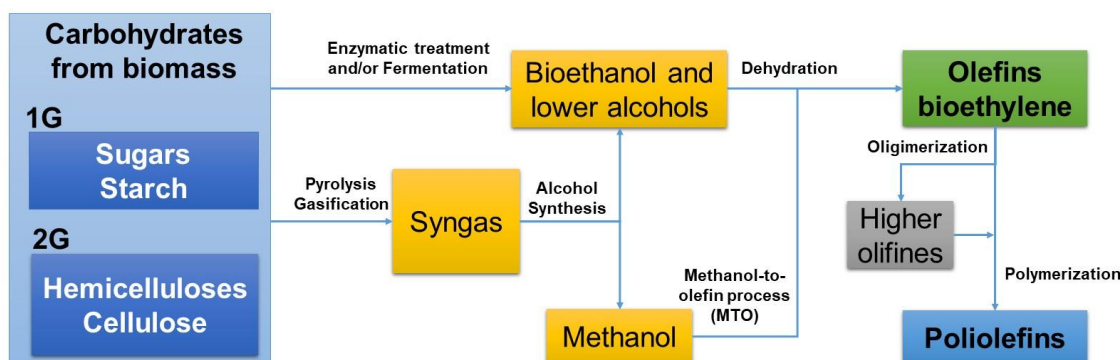 Carbohydrates
from biomass
1G
Sugars
Starch
2G
Hemicelluloses
Cellulose
Enzymatic treatment
and/or Fermentation
Bioethanol and
lower alcohols
Dehydration
Olefins
bioethylene
Pyrolysis
Gasification
Syngas
Alcohol
Synthesis
Methanol
Methanol-to-
olefin process
(MTO)
Oligimerization
Higher
olifines
Polymerization
Poliolefins